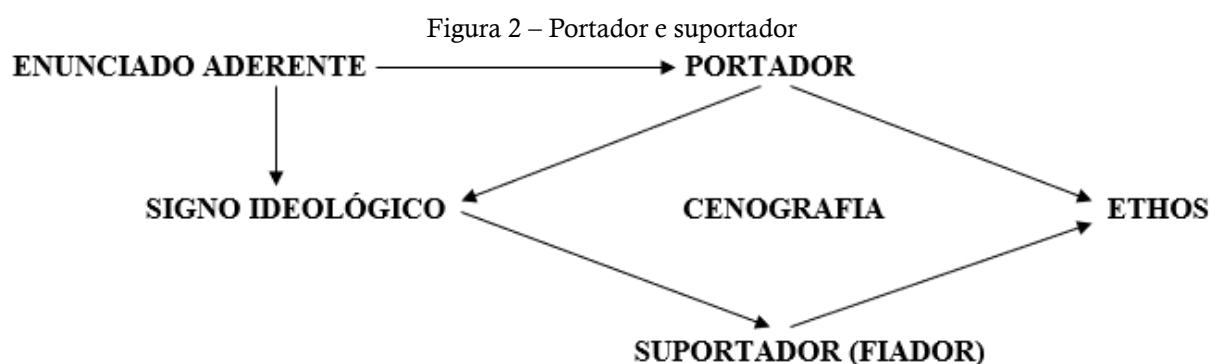 Figura 2 – Portador e suportador
ENUNCIADO ADERENTE PORTADOR
SIGNO IDEOLÓGICO CENOGRAFIA ETHOS
SUPORTADOR (FIADOR)